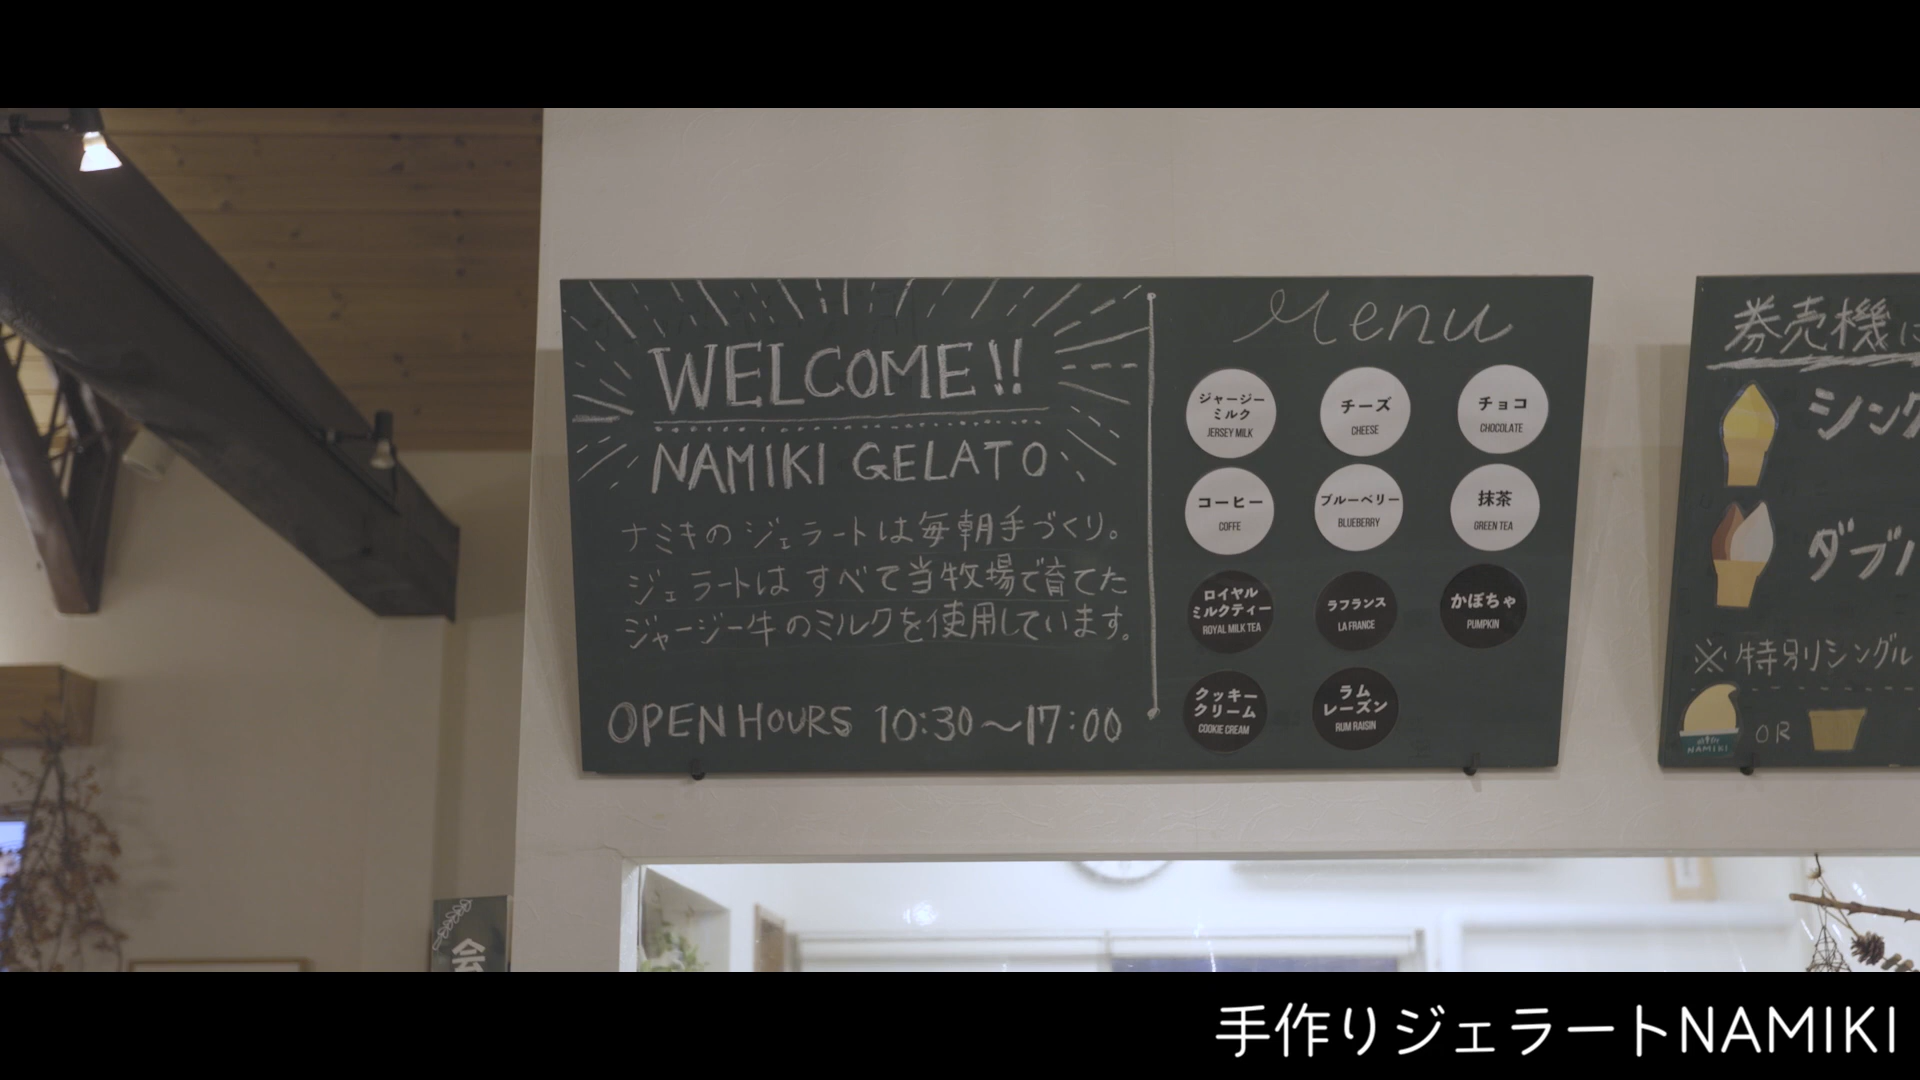 WELCOME!!
NAMIKI GELATO
ナミキのジェラートは毎朝手づくり。
ジェラートはすべて当牧場で育てた
ジャージー牛のミルクを使用しています。
OPEN HOURS 10:30〜17:00
Menu
ジャージー
ミルク
JERSEY MILK
チーズ
CHEESE
チョコ
CHOCOLATE
コーヒー
COFFE
ブルーベリー
BLUEBERRY
抹茶
GREEN TEA
ロイヤル
ミルクティー
ROYAL MILK TEA
ラフランス
LA FRANCE
かぼちゃ
PUMPKIN
クッキー
クリーム
COOKIE CREAM
ラム
レーズン
RUM RAISIN
券売機に
シング
ダブル
※特別シングル
NAMIKI
OR
会
手作りジェラートNAMIKI